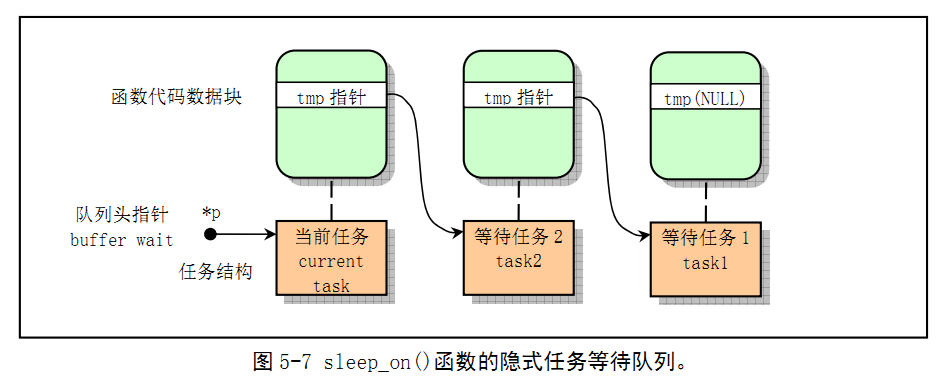 函数代码数据块
tmp 指针
tmp 指针
tmp(NULL)
队列头指针
buffer wait
*p
任务结构
当前任务
current
task
等待任务 2
task2
等待任务 1
task1
图 5-7 sleep_on()函数的隐式任务等待队列。